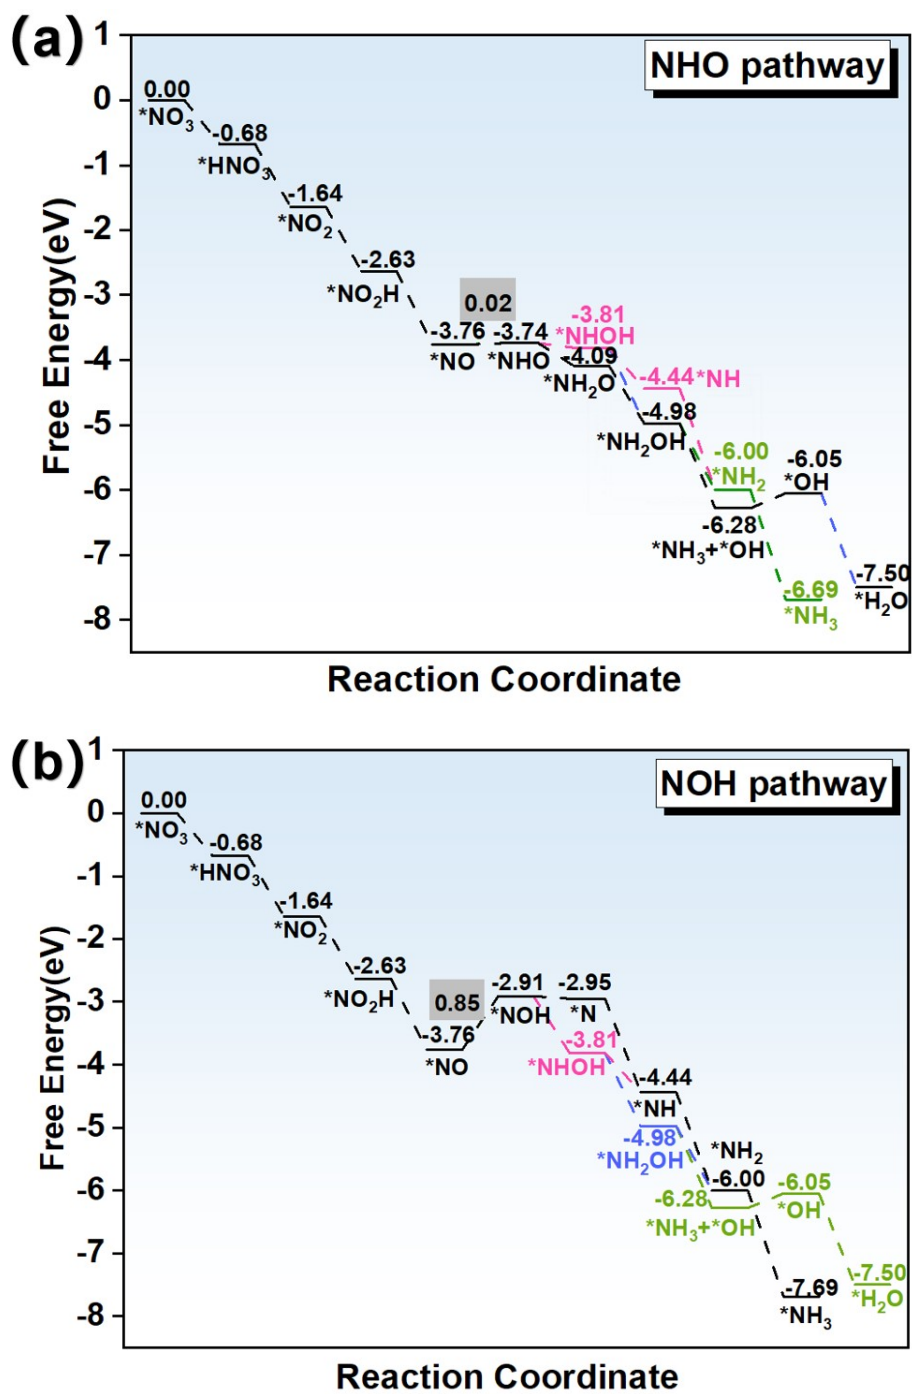 (a)
NHO pathway
Free Energy(eV)
1
0
-1
-2
-3
-4
-5
-6
-7
-8
0.00
*NO₃
-0.68
*HNO₃
-1.64
*NO₂
-2.63
*NO₂H
0.02
-3.76
*NO
-3.74
*NHO
-3.81
*NHOH
-4.09
*NH₂O
-4.44*NH
-4.98
*NH₂OH
-6.00
*NH₂
-6.05
*OH
-6.28
*NH₃+*OH
-6.69
*NH₃
-7.50
*H₂O
Reaction Coordinate
(b)
NOH pathway
Free Energy(eV)
1
0
-1
-2
-3
-4
-5
-6
-7
-8
0.00
*NO₃
-0.68
*HNO₃
-1.64
*NO₂
-2.63
*NO₂H
0.85
-3.76
*NO
-2.91
*NOH
-2.95
*N
-3.81
*NHOH
-4.44
*NH
-4.98
*NH₂OH
*NH₂
-6.00
-6.05
*OH
-6.28
*NH₃+*OH
-7.50
*H₂O
-7.69
*NH₃
Reaction Coordinate